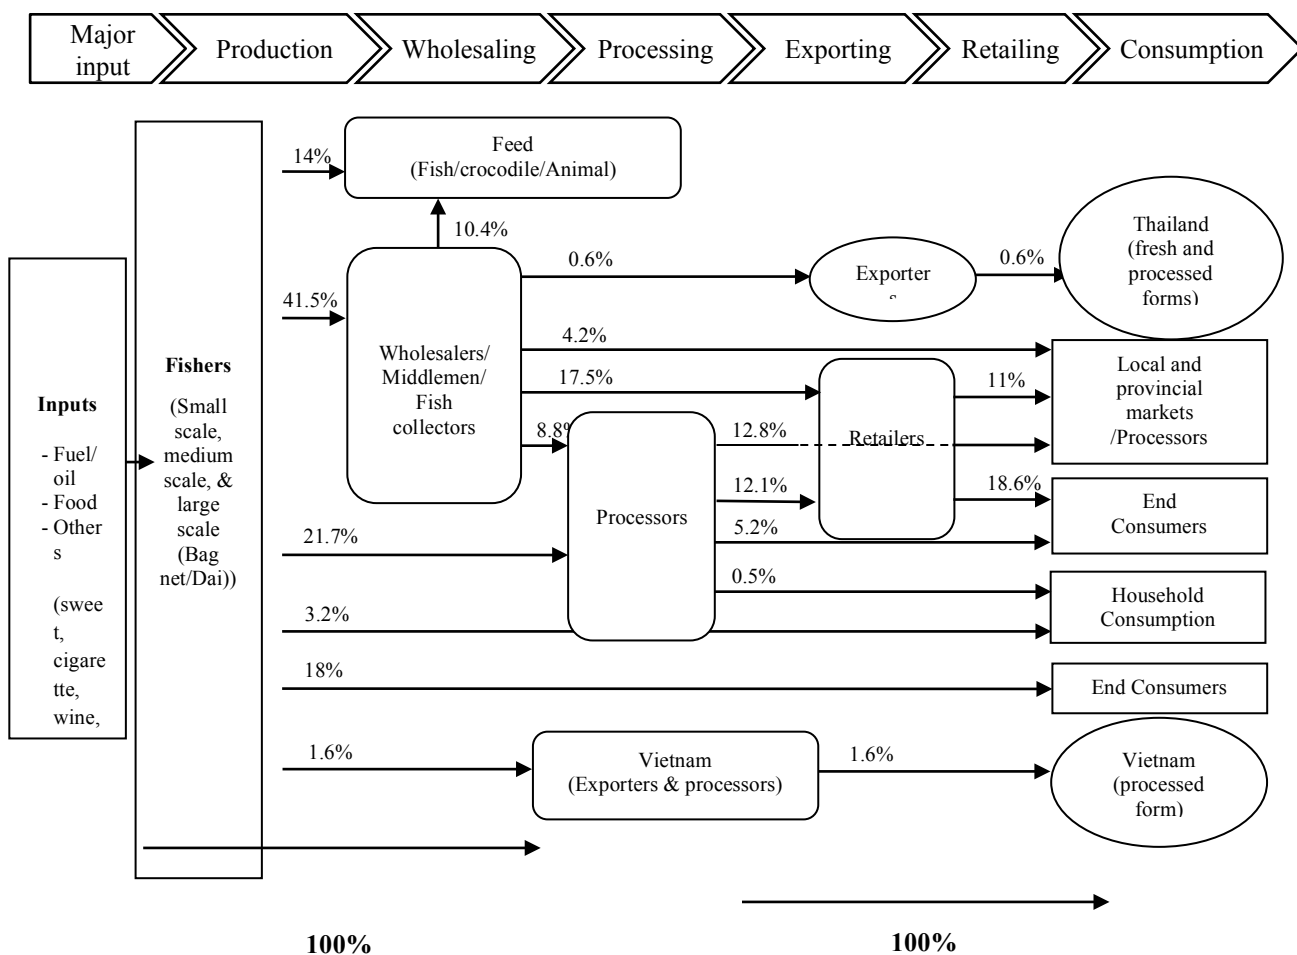 Major
input
Production
Wholesaling
Processing
Exporting
Retailing
Consumption
Feed
(Fish/crocodile/Animal)
14%
10.4%
Thailand
(fresh and
processed
forms)
0.6%
Exporter
s
0.6%
41.5%
Wholesalers/
Middlemen/
Fish
collectors
4.2%
17.5%
8.8%
Fishers
(Small
scale,
medium
scale, &
large
scale
(Bag
net/Dai))
Inputs
- Fuel/
oil
- Food
- Other
s
(swee
t,
cigare
tte,
wine,
Local and
provincial
markets
/Processors
11%
Retailers
12.8%
12.1%
18.6%
End
Consumers
Processors
5.2%
21.7%
0.5%
Household
Consumption
3.2%
18%
End Consumers
1.6%
Vietnam
(Exporters & processors)
1.6%
Vietnam
(processed
form)
100%
100%